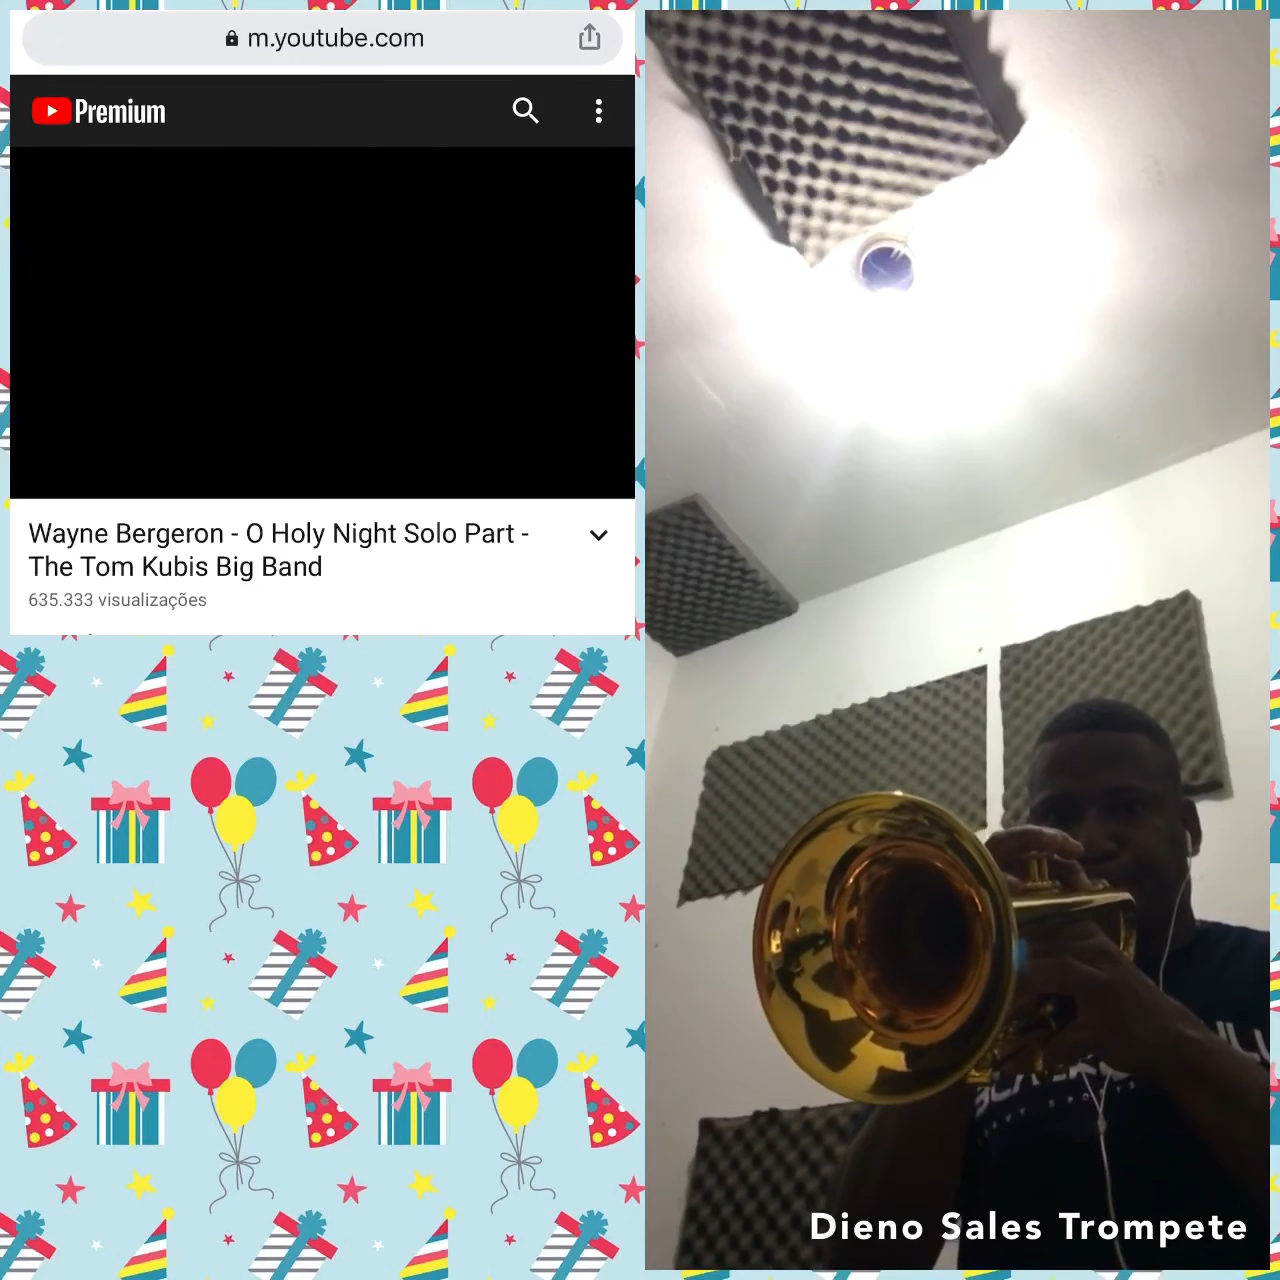 m.youtube.com
Premium
Wayne Bergeron - O Holy Night Solo Part -
The Tom Kubis Big Band
635.333 visualizações
Dieno Sales Trompete